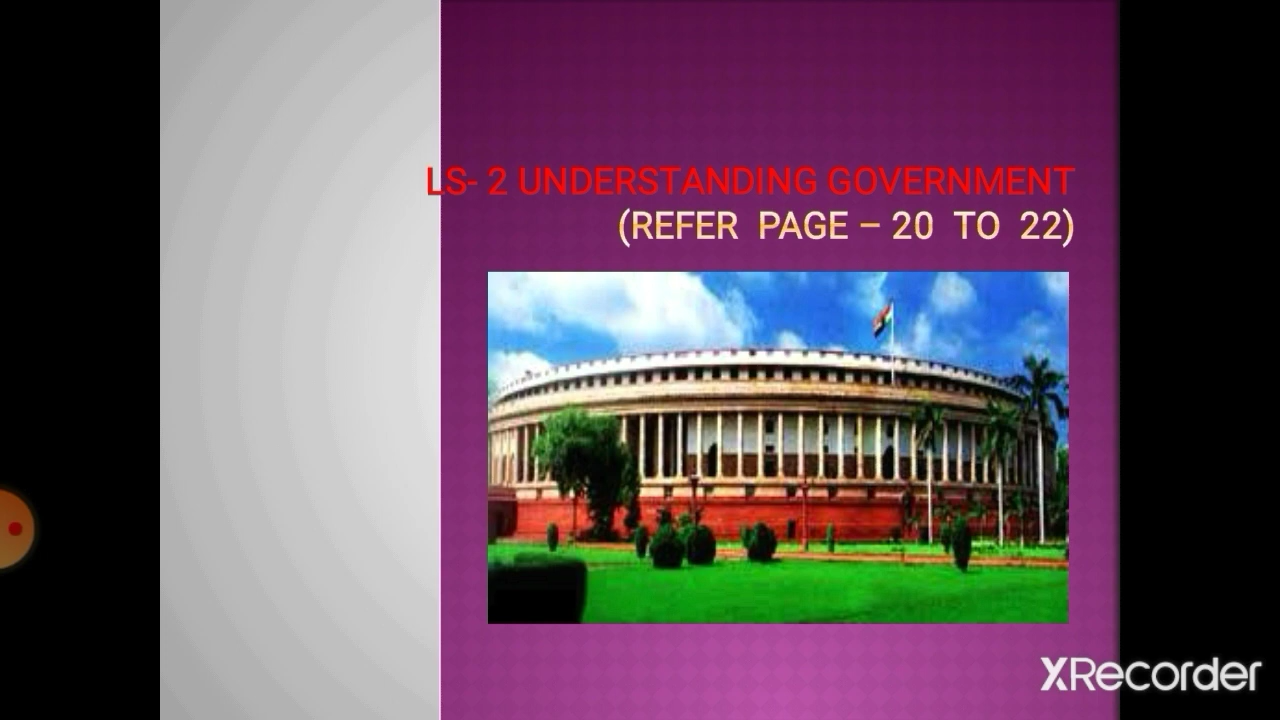 LS- 2 UNDERSTANDING GOVERNMENT
(REFER PAGE – 20 TO 22)
XRecorder